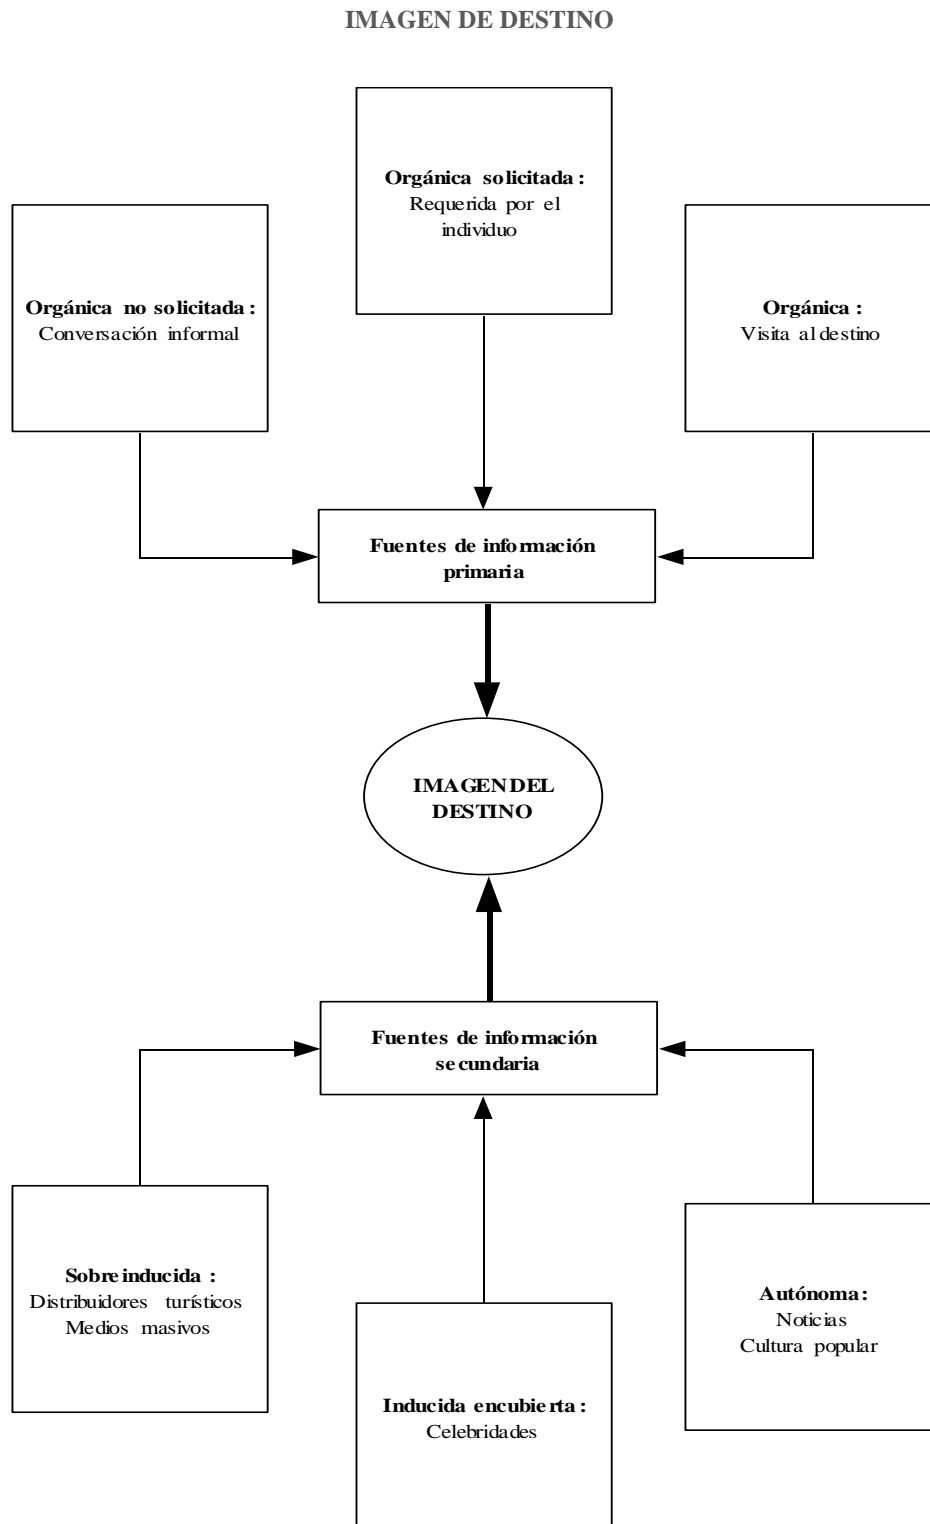 IMAGEN DE DESTINO
Orgánica solicitada:
Requerida por el
individuo
Orgánica no solicitada:
Conversación informal
Orgánica:
Visita al destino
Fuentes de información
primaria
IMAGEN DEL
DESTINO
Fuentes de información
secundaria
Sobreinducida:
Distribuidores turísticos
Medios masivos
Autónoma:
Noticias
Cultura popular
Inducida encubierta:
Celebridades